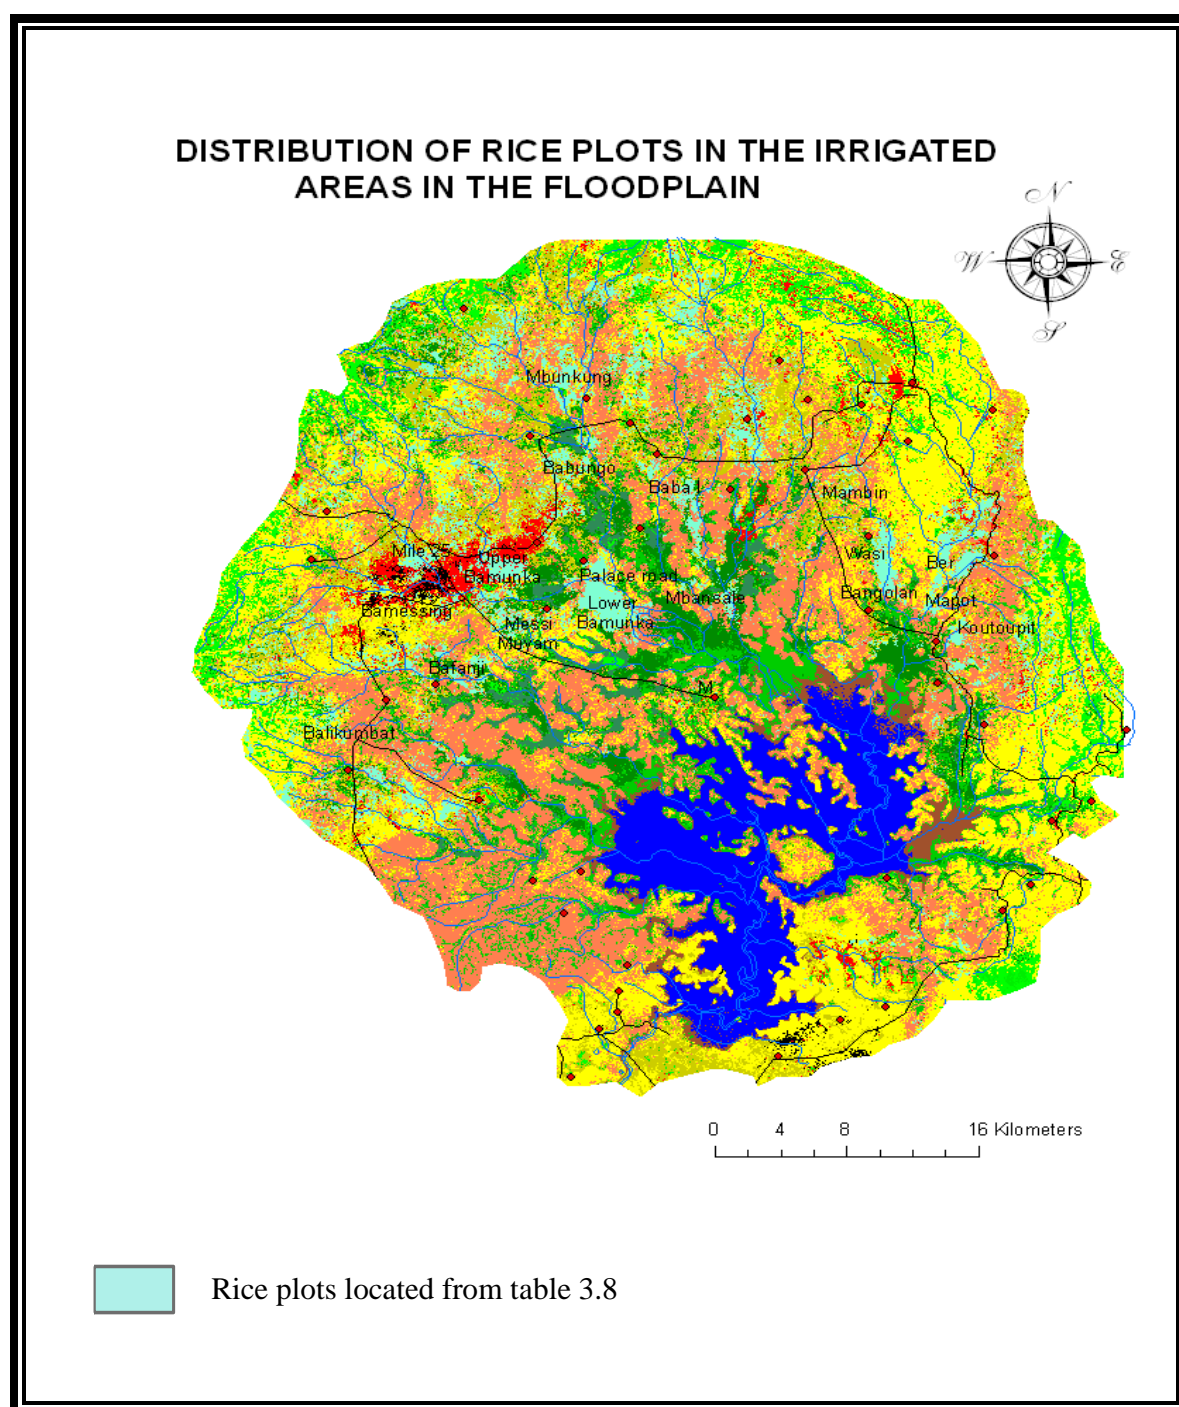 DISTRIBUTION OF RICE PLOTS IN THE IRRIGATED
AREAS IN THE FLOODPLAIN
N
W
E
S
Mbunkung
Babungo
Baba I
Mambin
Mile 25
Upper
Bamunka
Palace road
Wasi
Ber
Bamessing
Messi
Muyam
Lower
Bamunka
Mbansale
Bangolan
Mapot
Koutoupit
Bafanji
M
Balikumbat
0 4 8 16 Kilometers
Rice plots located from table 3.8